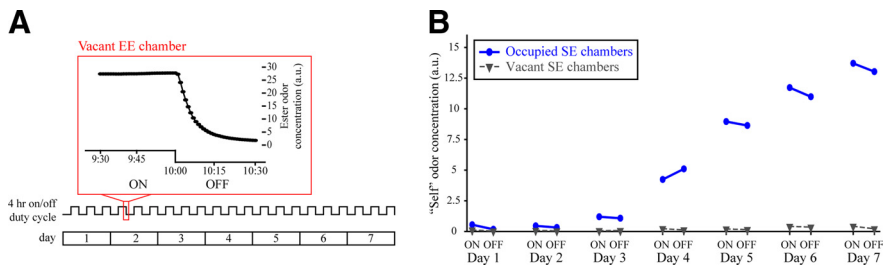 A
Vacant EE chamber
30
25
20
15
10
5
0
Ester odor
concentration (a.u.)
9:30 9:45 10:00 10:15 10:30
ON OFF
4 hr on/off
duty cycle
day 1 2 3 4 5 6 7
B
"Self" odor concentration (a.u.)
15
12.5
10
7.5
5
2.5
0
Occupied SE chambers
Vacant SE chambers
ON OFF ON OFF ON OFF ON OFF ON OFF ON OFF ON OFF
Day 1 Day 2 Day 3 Day 4 Day 5 Day 6 Day 7